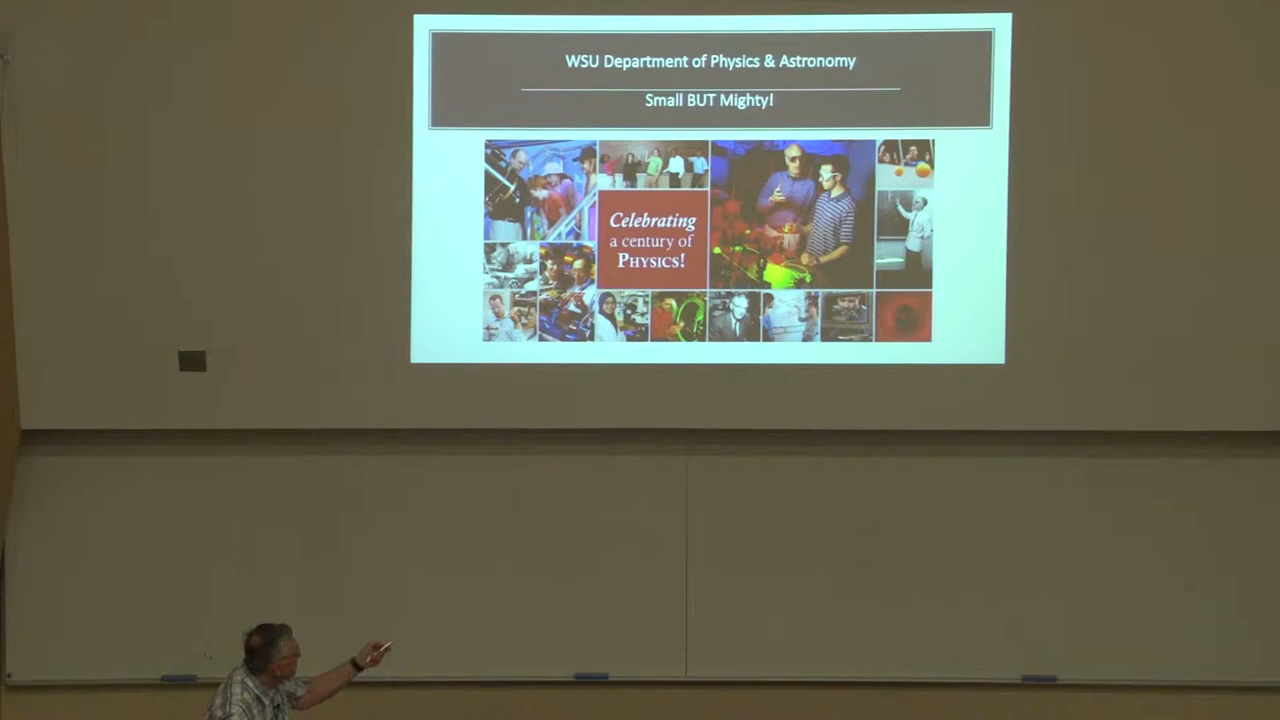 WSU Department of Physics & Astronomy
Small BUT Mighty!
Celebrating
a century of
PHYSICS!